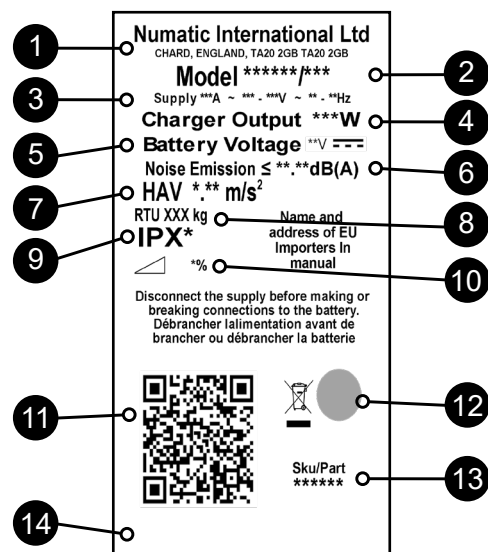 1
Numatic International Ltd
CHARD, ENGLAND, TA20 2GB TA20 2GB
2
Model ******/***
3
Supply ***A ~ *** - ***V ~ ** - **Hz
4
Charger Output ***W
5
Battery Voltage **V
6
Noise Emission ≤ **.**dB(A)
7
HAV *.** m/s²
8
RTU XXX kg
9
IPX*
Name and
address of EU
Importers In
manual
10
*%
Disconnect the supply before making or
breaking connections to the battery.
Débrancher lalimentation avant de
brancher ou débrancher la batterie
11
12
Sku/Part
******
13
14